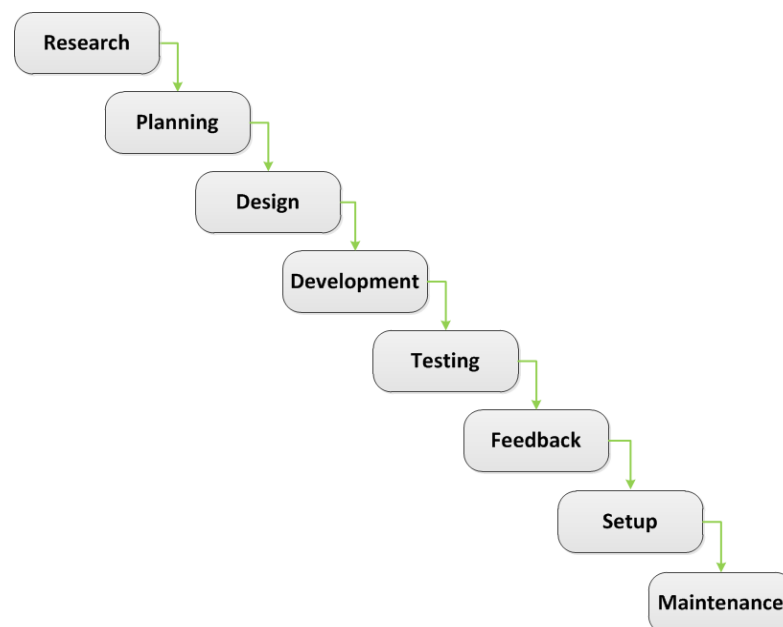 Research
Planning
Design
Development
Testing
Feedback
Setup
Maintenance